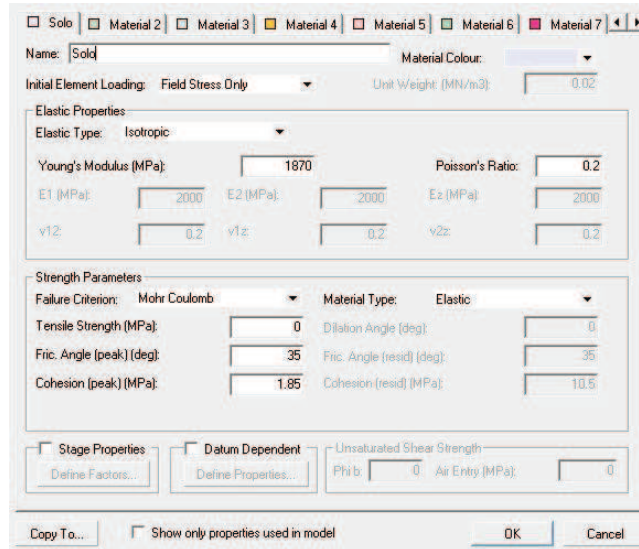 Solo Material 2 Material 3 Material 4 Material 5 Material 6 Material 7
Name: Solo Material Colour:
Initial Element Loading: Field Stress Only Unit Weight: (MN/m3): 0.02
Elastic Properties
Elastic Type: Isotropic
Young's Modulus (MPa): 1870 Poisson's Ratio: 0.2
E1 (MPa): 2000 E2 (MPa): 2000 Ez (MPa): 2000
v12: 0.2 v1z: 0.2 v2z: 0.2
Strength Parameters
Failure Criterion: Mohr Coulomb Material Type: Elastic
Tensile Strength (MPa): 0 Dilation Angle (deg): 0
Fric. Angle (peak) (deg): 35 Fric. Angle (resid) (deg): 35
Cohesion (peak) (MPa): 1.85 Cohesion (resid) (MPa): 10.5
Stage Properties Datum Dependent Unsaturated Shear Strength
Define Factors... Define Properties... Phi b: 0 Air Entry (MPa): 0
Copy To... Show only properties used in model OK Cancel